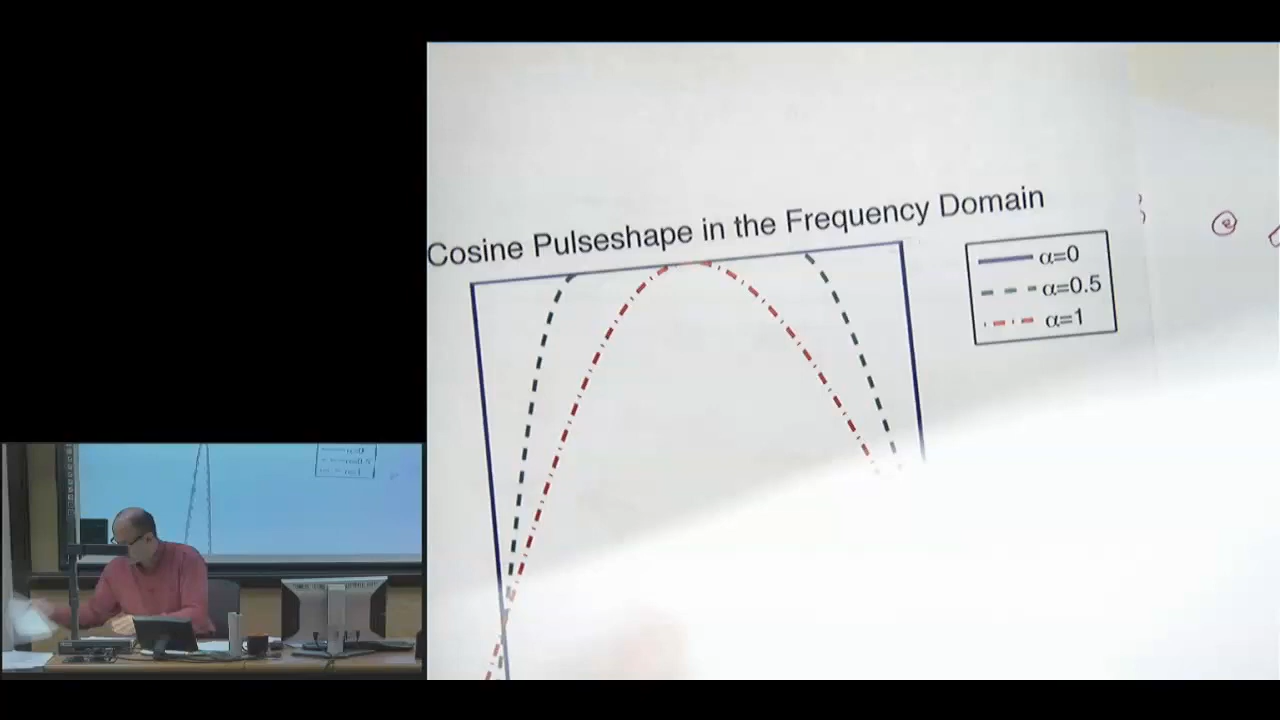 Cosine Pulseshape in the Frequency Domain
α=0
α=0.5
α=1